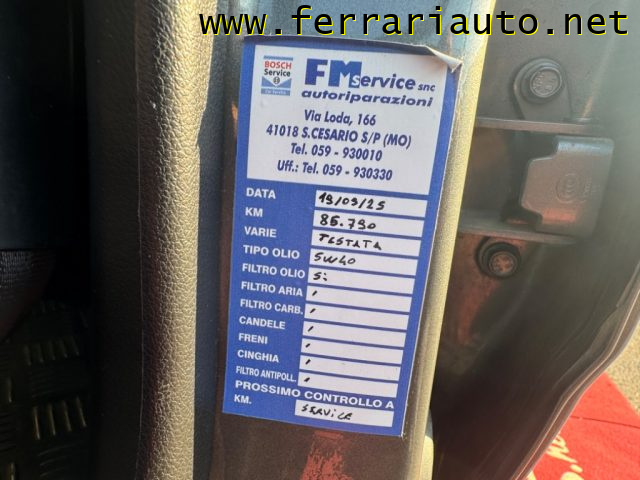 www.ferrariauto.net
BOSCH
Service
FM service snc
autoriparazioni
Via Loda, 166
41018 S.CESARIO S/P (MO)
Tel. 059 - 930010
Uff.: Tel. 059 - 930330
DATA 19/03/25
KM 85.790
VARIE TESTATA
TIPO OLIO 5W40
FILTRO OLIO Si
FILTRO ARIA
FILTRO CARB.
CANDELE
FRENI
CINGHIA
FILTRO ANTIPOLL.
PROSSIMO CONTROLLO A
KM. SERVICE